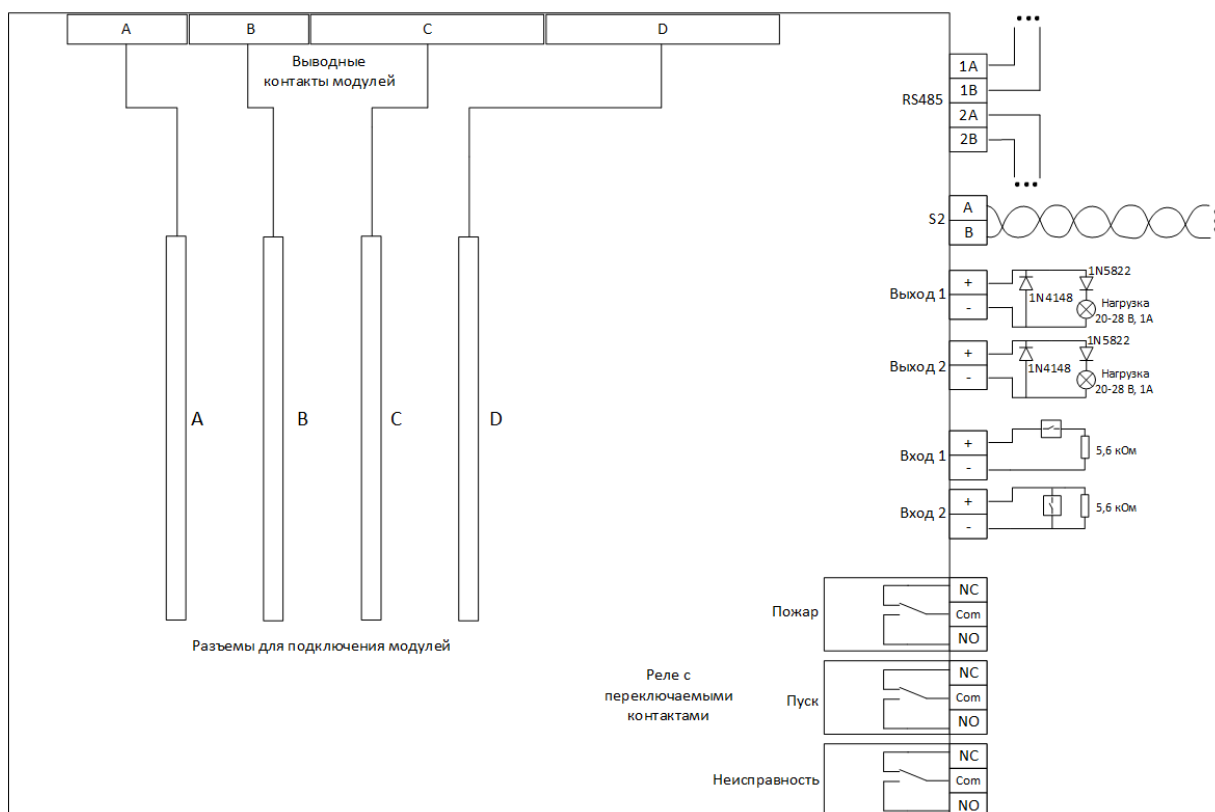 A
B
C
D
Выводные
контакты модулей
RS485
1A
1B
2A
2B
S2
A
B
Выход 1
+
-
1N4148
1N5822
Нагрузка
20-28 В, 1А
Выход 2
+
-
1N4148
1N5822
Нагрузка
20-28 В, 1А
A
B
C
D
Вход 1
+
-
5,6 кОм
Вход 2
+
-
5,6 кОм
Разъемы для подключения модулей
Пожар
NC
Com
NO
Реле с
переключаемыми
контактами
Пуск
NC
Com
NO
Неисправность
NC
Com
NO